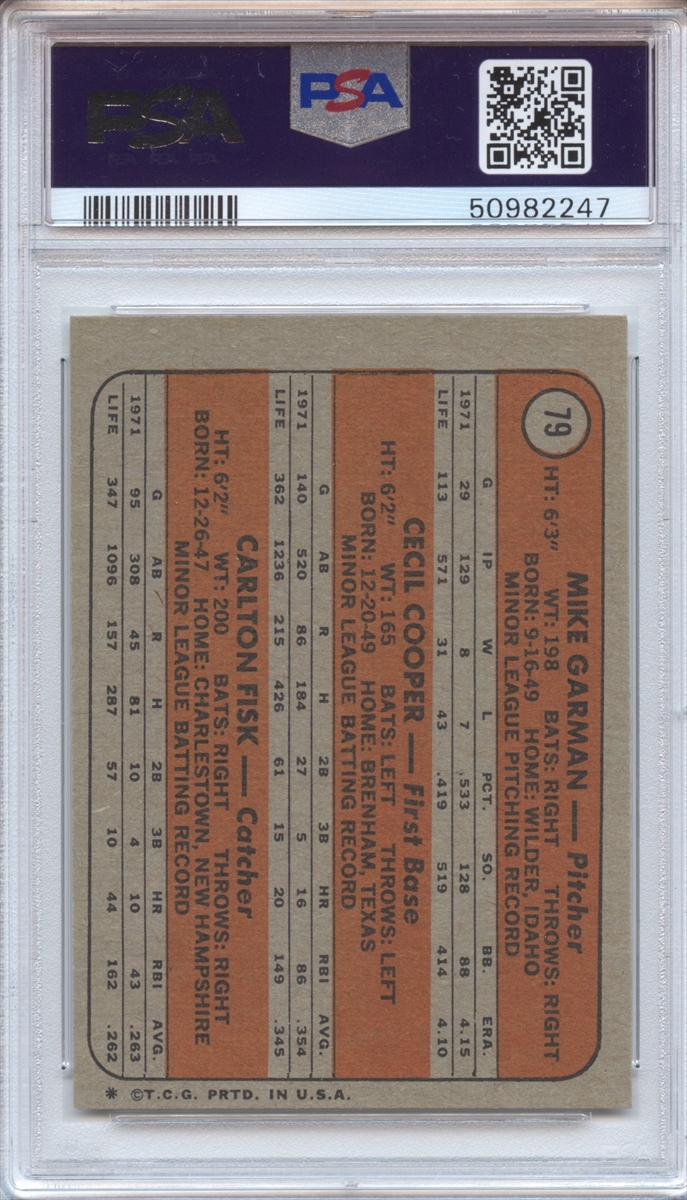 PSA
PSA
50982247
79
MIKE GARMAN — Pitcher
HT: 6'3" WT: 198 BATS: RIGHT THROWS: RIGHT
BORN: 9-16-49 HOME: WILDER, IDAHO
MINOR LEAGUE PITCHING RECORD
G IP W L PCT. SO. BB. ERA.
1971 29 129 8 7 .533 128 88 4.15
LIFE 113 571 31 43 .419 519 414 4.10
CECIL COOPER — First Base
HT: 6'2" WT: 165 BATS: LEFT THROWS: LEFT
BORN: 12-20-49 HOME: BRENHAM, TEXAS
MINOR LEAGUE BATTING RECORD
G AB R H 2B 3B HR RBI AVG.
1971 140 520 86 184 27 5 16 86 .354
LIFE 362 1236 215 426 61 15 20 149 .345
CARLTON FISK — Catcher
HT: 6'2" WT: 200 BATS: RIGHT THROWS: RIGHT
BORN: 12-26-47 HOME: CHARLESTOWN, NEW HAMPSHIRE
MINOR LEAGUE BATTING RECORD
G AB R H 2B 3B HR RBI AVG.
1971 95 308 45 81 10 4 10 43 .263
LIFE 347 1096 157 287 57 10 44 162 .262
* ©T.C.G. PRTD. IN U.S.A.